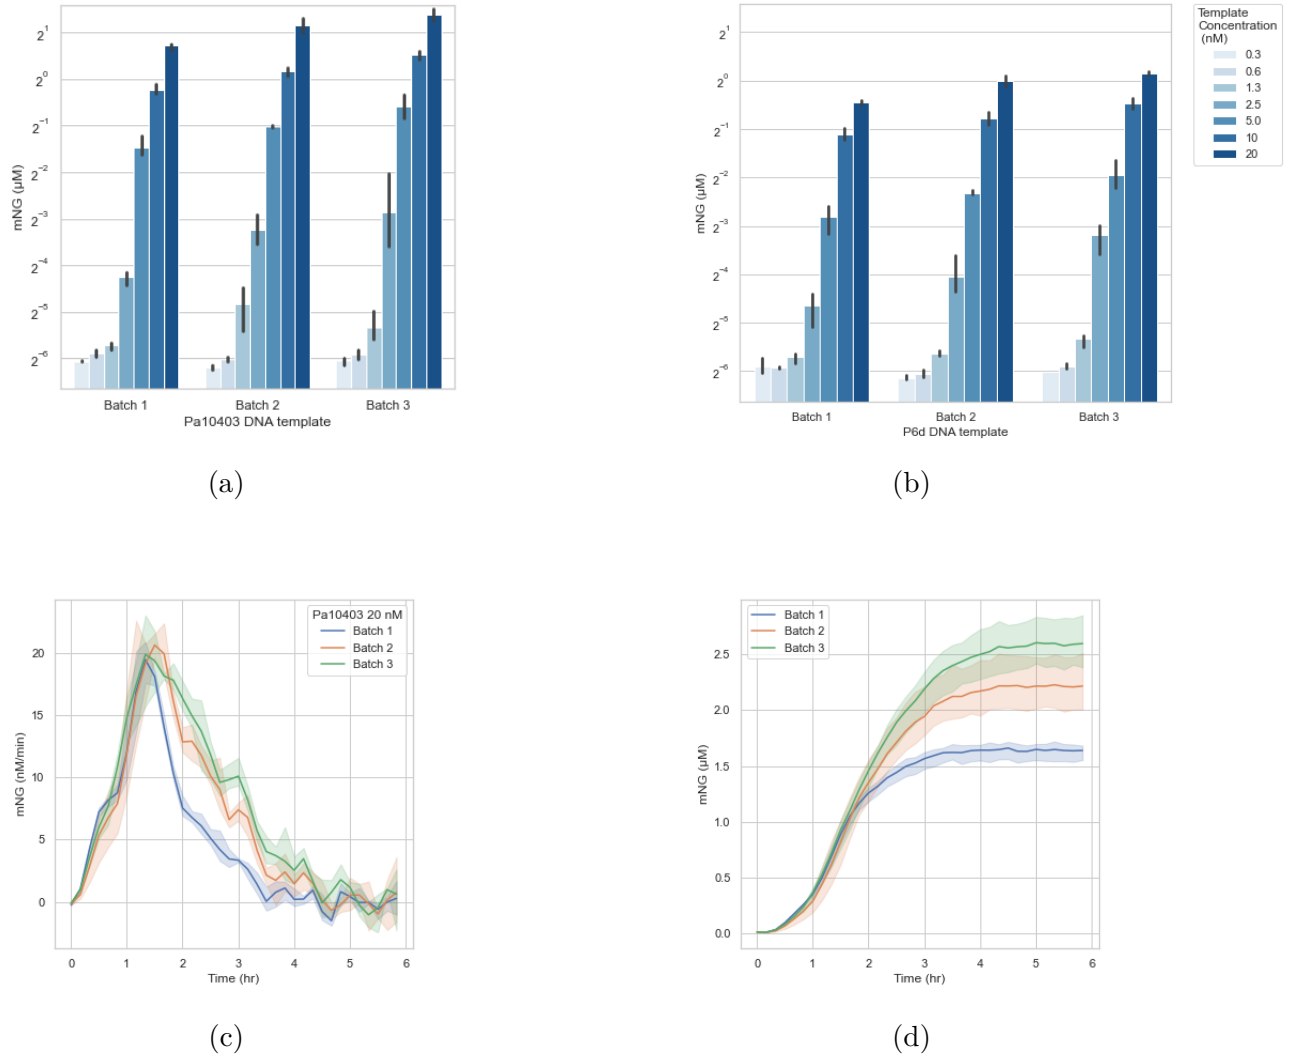 2^1
2^0
2^−1
2^−2
2^−3
2^−4
2^−5
2^−6
mNG (µM)
Batch 1
Batch 2
Batch 3
Pa10403 DNA template
(a)
2^1
2^0
2^−1
2^−2
2^−3
2^−4
2^−5
2^−6
mNG (µM)
Batch 1
Batch 2
Batch 3
P6d DNA template
Template
Concentration
(nM)
0.3
0.6
1.3
2.5
5.0
10
20
(b)
Pa10403 20 nM
Batch 1
Batch 2
Batch 3
20
15
10
5
0
mNG (nM/min)
0 1 2 3 4 5 6
Time (hr)
(c)
Batch 1
Batch 2
Batch 3
2.5
2.0
1.5
1.0
0.5
0.0
mNG (µM)
0 1 2 3 4 5 6
Time (hr)
(d)